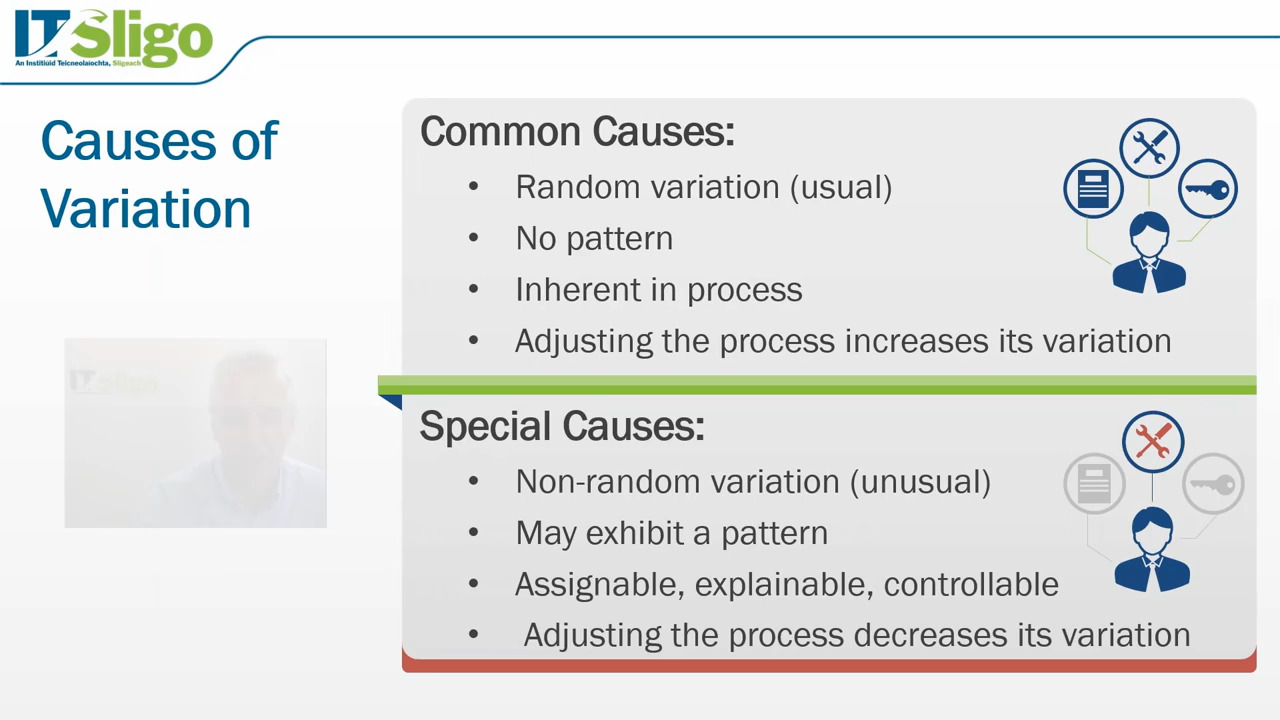 IT Sligo
An Institiúid Teicneolaíochta, Sligeach
Causes of
Variation
Common Causes:
• Random variation (usual)
• No pattern
• Inherent in process
• Adjusting the process increases its variation
Special Causes:
• Non-random variation (unusual)
• May exhibit a pattern
• Assignable, explainable, controllable
• Adjusting the process decreases its variation
IT Sligo